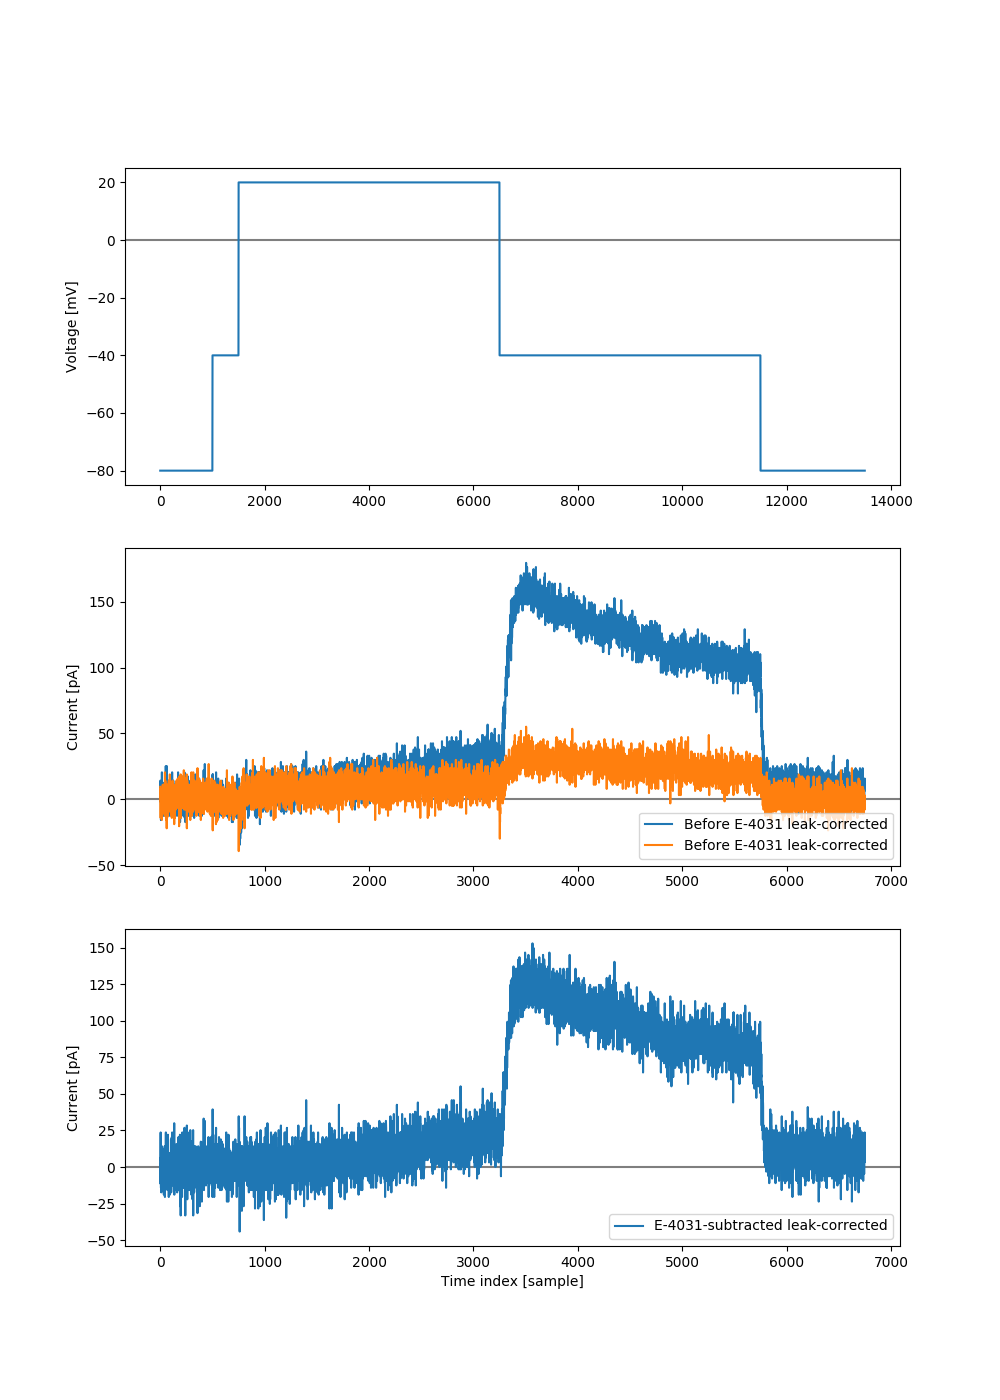 20
0
−20
−40
−60
−80
Voltage [mV]
0 2000 4000 6000 8000 10000 12000 14000
150
100
50
0
−50
Current [pA]
Before E-4031 leak-corrected
Before E-4031 leak-corrected
0 1000 2000 3000 4000 5000 6000 7000
150
125
100
75
50
25
0
−25
−50
Current [pA]
E-4031-subtracted leak-corrected
0 1000 2000 3000 4000 5000 6000 7000
Time index [sample]